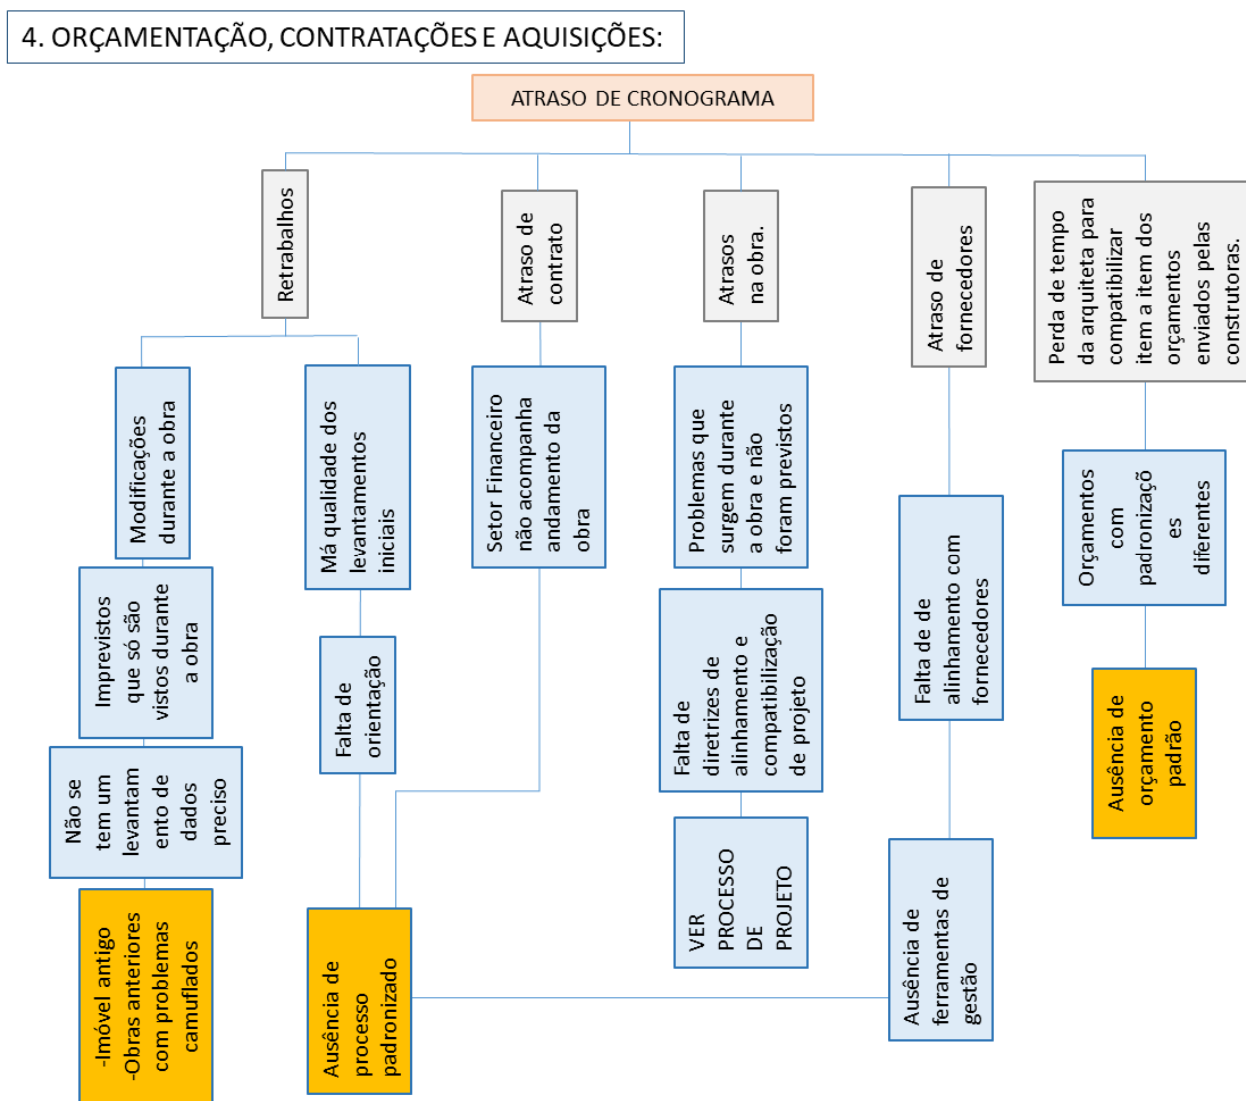 4. ORÇAMENTAÇÃO, CONTRATAÇÕES E AQUISIÇÕES:
ATRASO DE CRONOGRAMA
Retrabalhos
Atraso de
contrato
Atrasos
na obra.
Atraso de
fornecedores
Perda de tempo
da arquiteta para
compatibilizar
item a item dos
orçamentos
enviados pelas
construtoras.
Modificações
durante a obra
Má qualidade dos
levantamentos
iniciais
Setor Financeiro
não acompanha
andamento da
obra
Problemas que
surgem durante
a obra e não
foram previstos
Falta de de
alinhamento com
fornecedores
Orçamentos
com
padronizaçõ
es
diferentes
Imprevistos
que só são
vistos durante
a obra
Falta de
orientação
Falta de
diretrizes de
alinhamento e
compatibilização
de projeto
Ausência de
orçamento
padrão
Não se
tem um
levantam
ento de
dados
preciso
VER
PROCESSO
DE
PROJETO
Ausência de
ferramentas de
gestão
-Imóvel antigo
-Obras anteriores
com problemas
camuflados
Ausência de
processo
padronizado